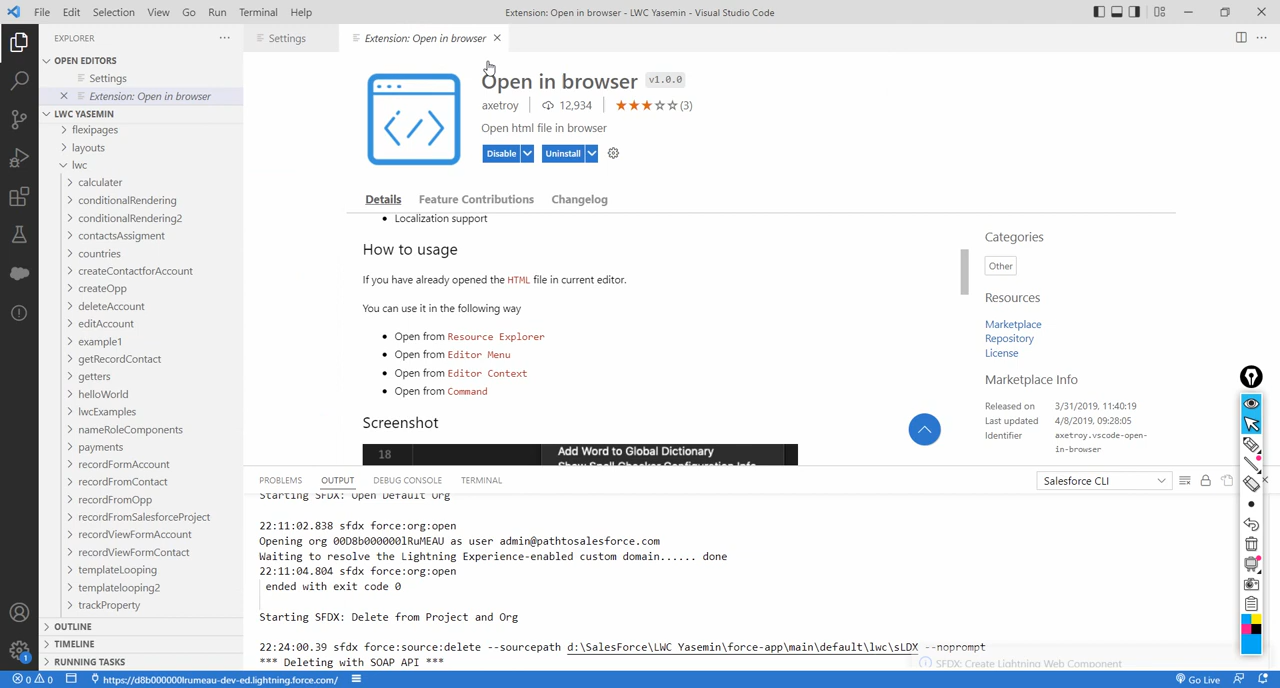 File Edit Selection View Go Run Terminal Help
Extension: Open in browser - LWC Yasemin - Visual Studio Code
EXPLORER
OPEN EDITORS
Settings
Extension: Open in browser
LWC YASEMIN
flexipages
layouts
lwc
calculater
conditionalRendering
conditionalRendering2
contactsAssigment
countries
createContactforAccount
createOpp
deleteAccount
editAccount
example1
getRecordContact
getters
helloWorld
lwcExamples
nameRoleComponents
payments
recordFormAccount
recordFromContact
recordFromOpp
recordFromSalesforceProject
recordViewFormAccount
recordViewFormContact
templateLooping
templatelooping2
trackProperty
OUTLINE
TIMELINE
RUNNING TASKS
Settings
Extension: Open in browser
Open in browser v1.0.0
axetroy 12,934 (3)
Open html file in browser
Disable Uninstall
Details Feature Contributions Changelog
Localization support
How to usage
If you have already opened the HTML file in current editor.
You can use it in the following way
Open from Resource Explorer
Open from Editor Menu
Open from Editor Context
Open from Command
Screenshot
18
Add Word to Global Dictionary
Show Spell Checker Configuration Info
Categories
Other
Resources
Marketplace
Repository
License
Marketplace Info
Released on 3/31/2019, 11:40:19
Last updated 4/8/2019, 09:28:05
Identifier axetroy.vscode-open-
in-browser
PROBLEMS OUTPUT DEBUG CONSOLE TERMINAL
Salesforce CLI
Starting SFDX: Open Default Org
22:11:02.838 sfdx force:org:open
Opening org 00D8b000000lRuMEAU as user admin@pathtosalesforce.com
Waiting to resolve the Lightning Experience-enabled custom domain...... done
22:11:04.804 sfdx force:org:open
ended with exit code 0
Starting SFDX: Delete from Project and Org
22:24:00.39 sfdx force:source:delete --sourcepath d:\SalesForce\LWC Yasemin\force-app\main\default\lwc\sLDX --noprompt
*** Deleting with SOAP API ***
SFDX: Create Lightning Web Component
1
0 0
https://d8b000000lrumeau-dev-ed.lightning.force.com/
Go Live